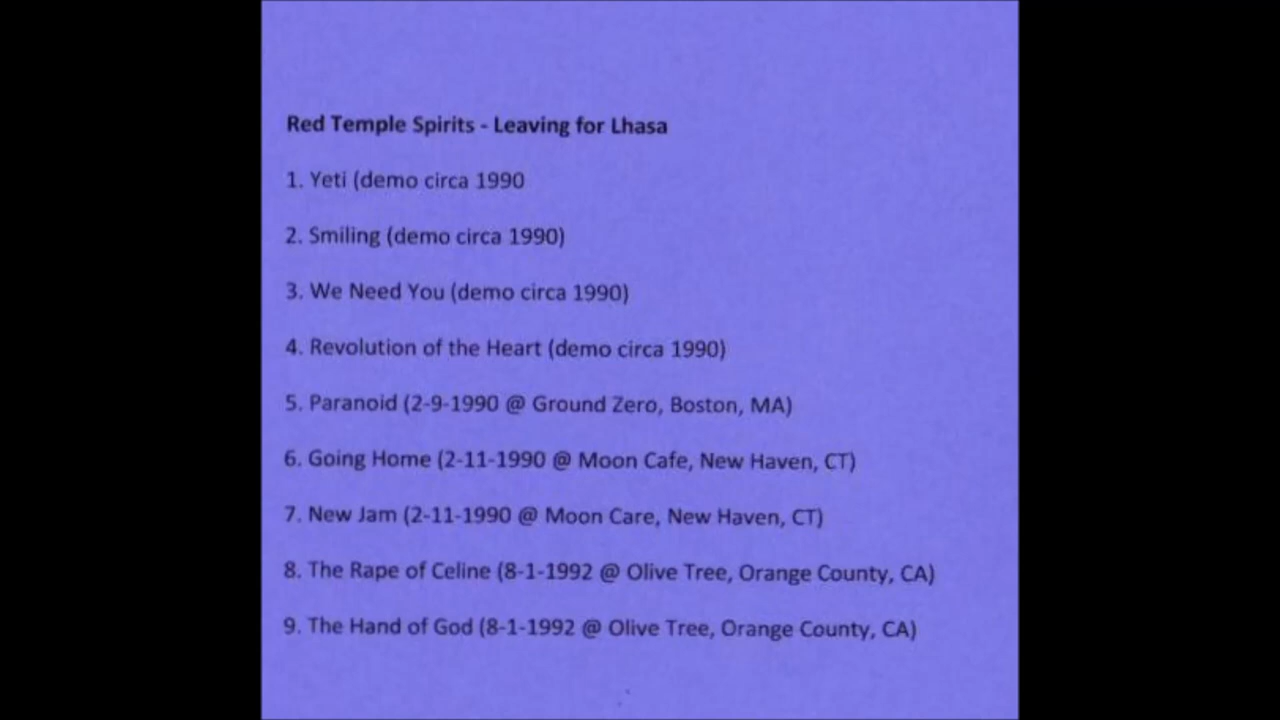 Red Temple Spirits - Leaving for Lhasa
1. Yeti (demo circa 1990
2. Smiling (demo circa 1990)
3. We Need You (demo circa 1990)
4. Revolution of the Heart (demo circa 1990)
5. Paranoid (2-9-1990 @ Ground Zero, Boston, MA)
6. Going Home (2-11-1990 @ Moon Cafe, New Haven, CT)
7. New Jam (2-11-1990 @ Moon Care, New Haven, CT)
8. The Rape of Celine (8-1-1992 @ Olive Tree, Orange County, CA)
9. The Hand of God (8-1-1992 @ Olive Tree, Orange County, CA)